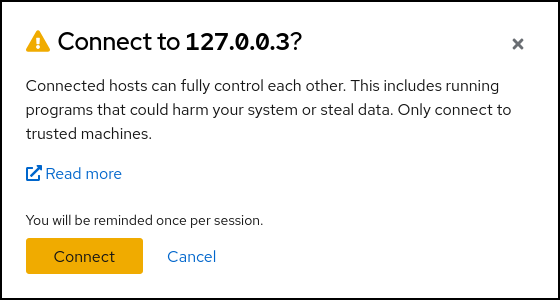 Connect to 127.0.0.3?
Connected hosts can fully control each other. This includes running
programs that could harm your system or steal data. Only connect to
trusted machines.
Read more
You will be reminded once per session.
Connect
Cancel